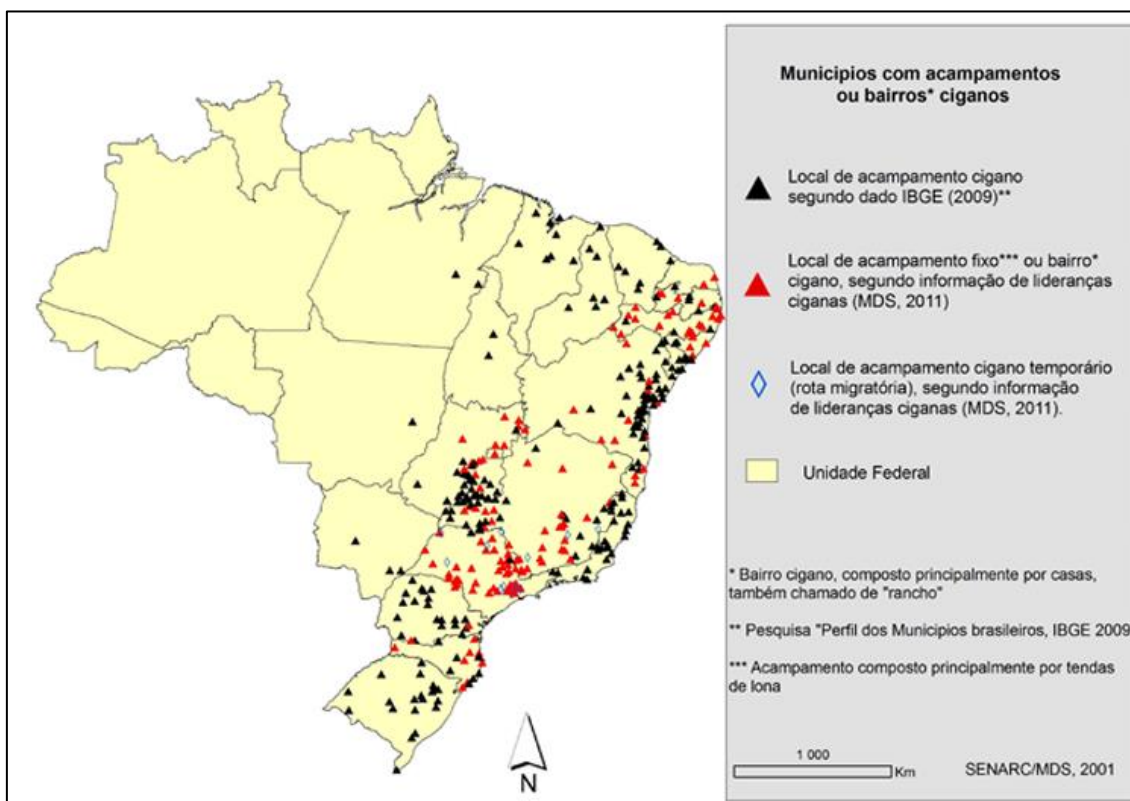 Municipios com acampamentos
ou bairros* ciganos
Local de acampamento cigano
segundo dado IBGE (2009)**
Local de acampamento fixo*** ou bairro*
cigano, segundo informação de lideranças
ciganas (MDS, 2011)
Local de acampamento cigano temporário
(rota migratória), segundo informação
de lideranças ciganas (MDS, 2011).
Unidade Federal
* Bairro cigano, composto principalmente por casas,
também chamado de "rancho"
** Pesquisa "Perfil dos Municipios brasileiros, IBGE 2009
*** Acampamento composto principalmente por tendas
de lona
1 000
Km
SENARC/MDS, 2001
N